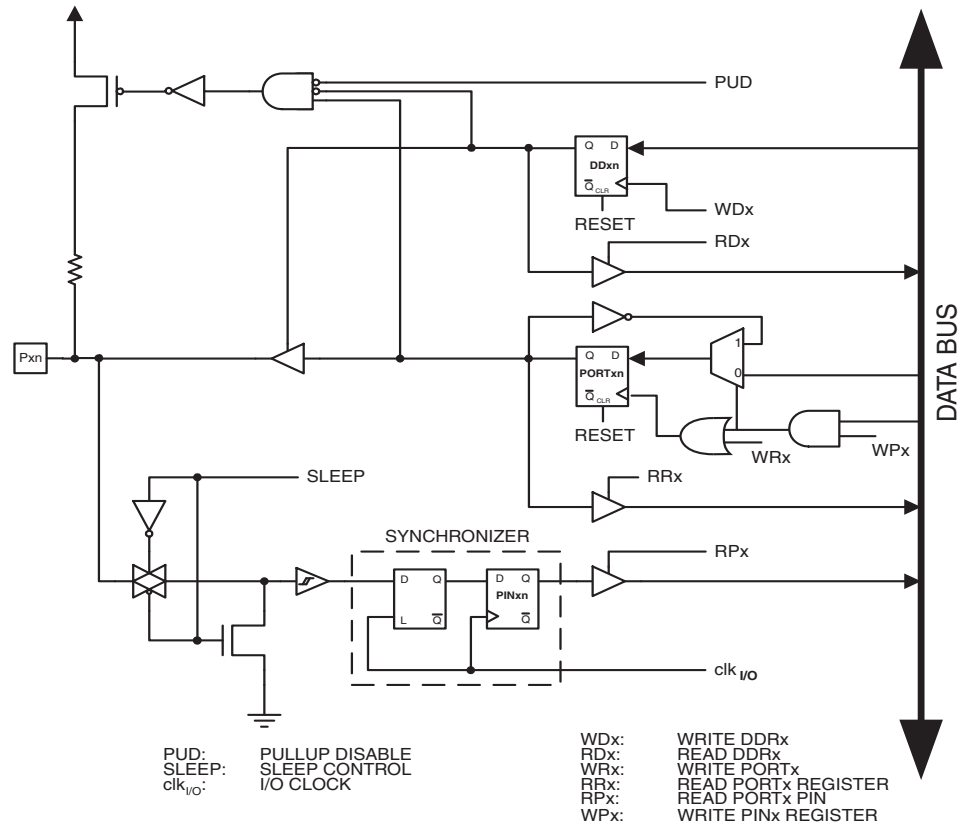 PUD
Q D
DDxn
Q CLR
WDx
RESET
RDx
Pxn
1
Q D
PORTxn
0
Q CLR
RESET
WRx
WPx
DATA BUS
SLEEP
RRx
SYNCHRONIZER
RPx
D Q
D Q
PINxn
L Q
Q
clk I/O
PUD: PULLUP DISABLE
SLEEP: SLEEP CONTROL
clkI/O: I/O CLOCK
WDx: WRITE DDRx
RDx: READ DDRx
WRx: WRITE PORTx
RRx: READ PORTx REGISTER
RPx: READ PORTx PIN
WPx: WRITE PINx REGISTER